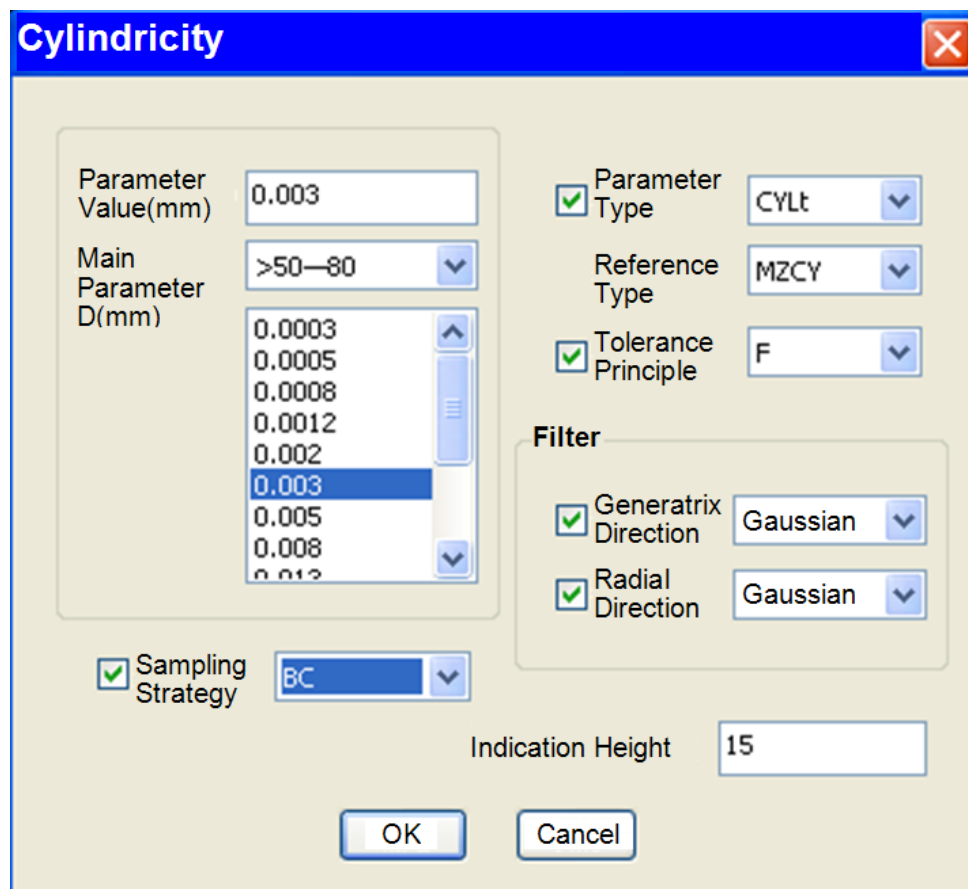 Cylindricity
Parameter
Value(mm)
0.003
Main
Parameter
D(mm)
>50—80
0.0003
0.0005
0.0008
0.0012
0.002
0.003
0.005
0.008
0.013
Sampling
Strategy
BC
Parameter
Type
CYLt
Reference
Type
MZCY
Tolerance
Principle
F
Filter
Generatrix
Direction
Gaussian
Radial
Direction
Gaussian
Indication Height
15
OK
Cancel